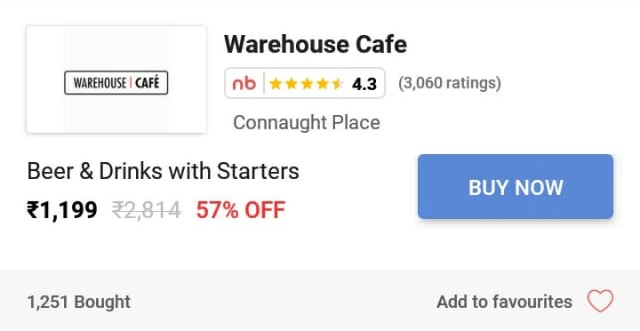 WAREHOUSE | CAFÉ
Warehouse Cafe
nb | 4.3 (3,060 ratings)
Connaught Place
Beer & Drinks with Starters
₹1,199 ₹2,814 57% OFF
BUY NOW
1,251 Bought
Add to favourites